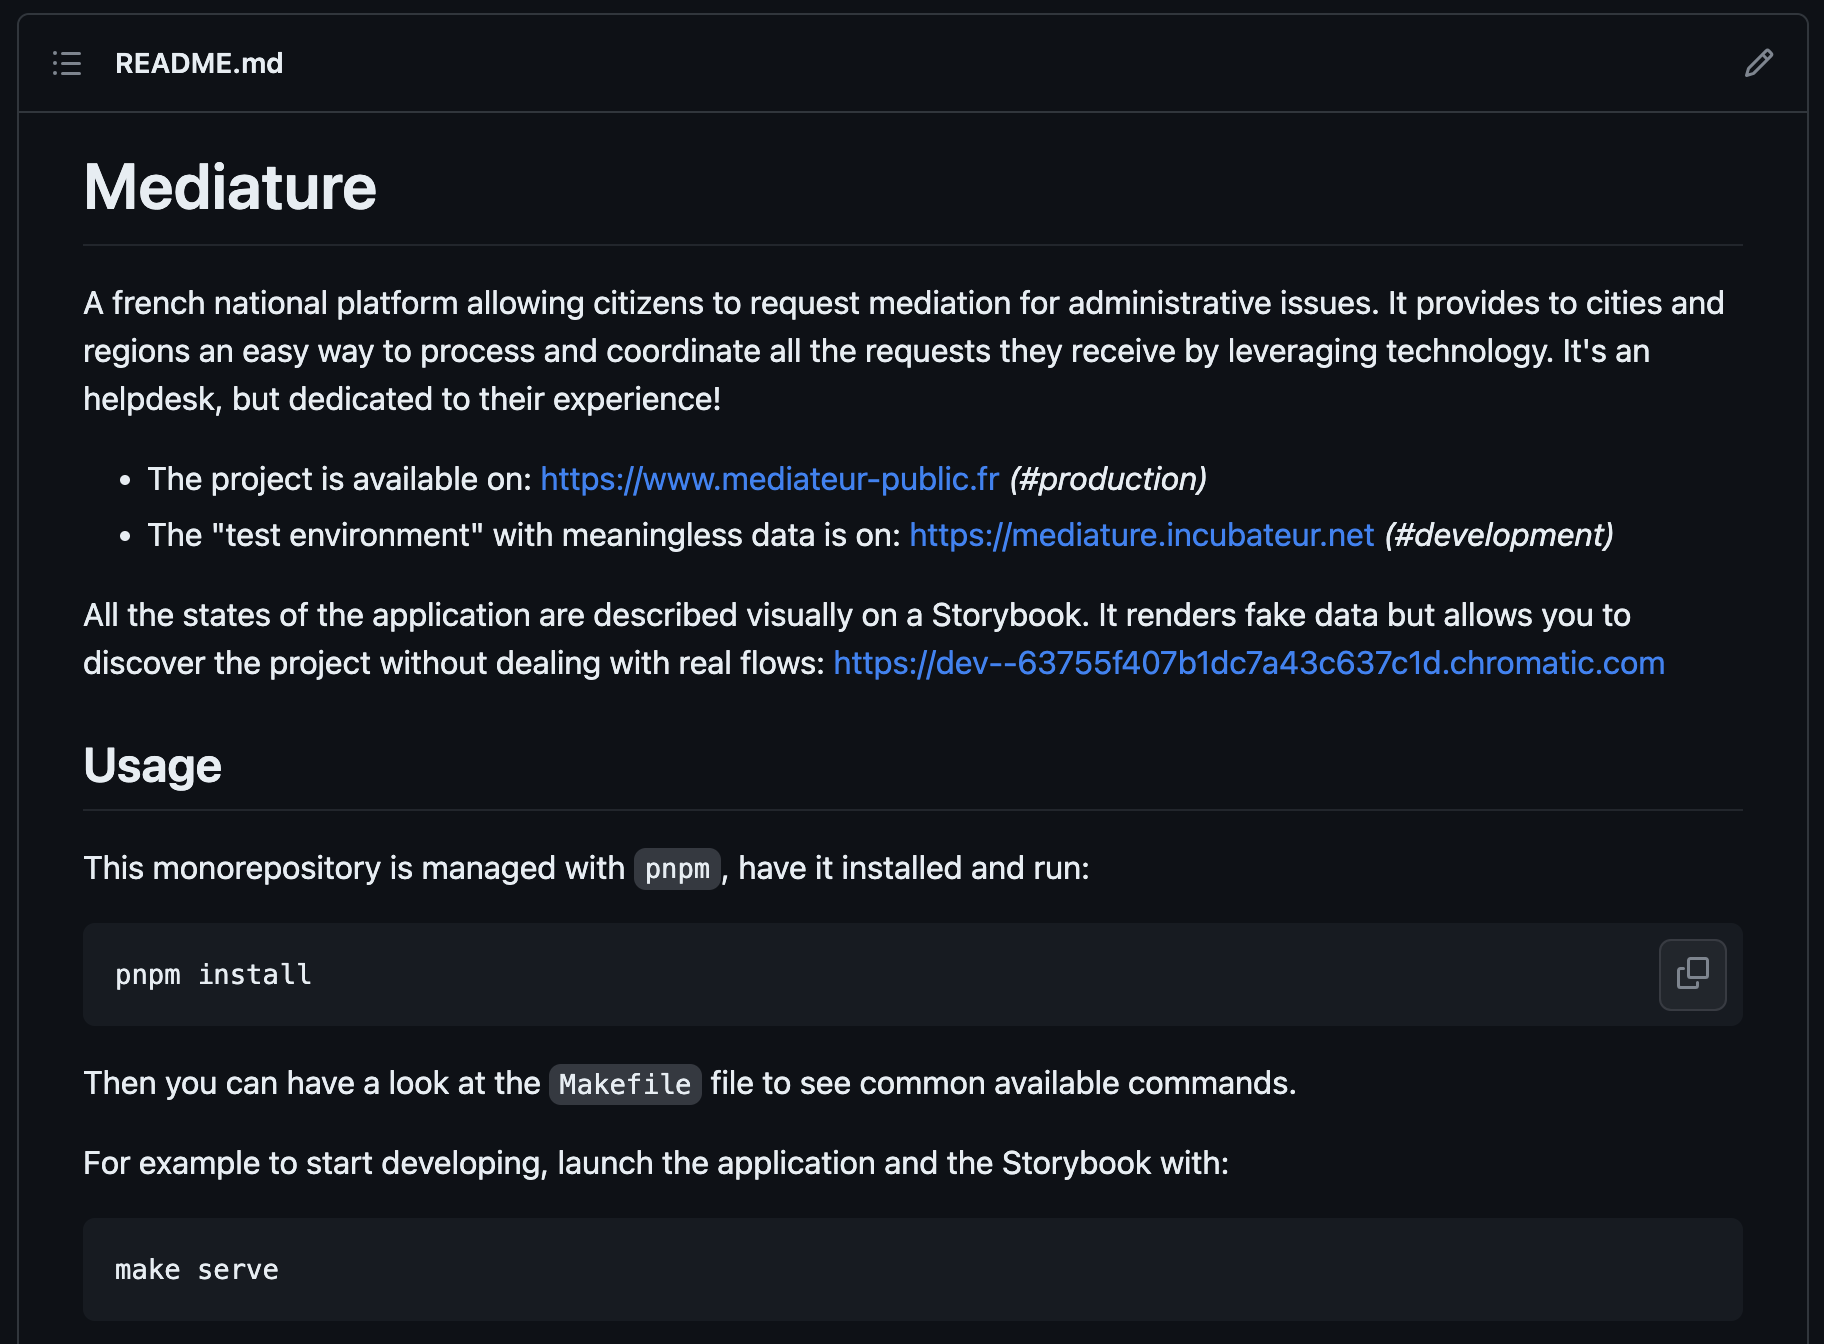 README.md
Mediature
A french national platform allowing citizens to request mediation for administrative issues. It provides to cities and
regions an easy way to process and coordinate all the requests they receive by leveraging technology. It's an
helpdesk, but dedicated to their experience!
• The project is available on: https://www.mediateur-public.fr (#production)
• The "test environment" with meaningless data is on: https://mediature.incubateur.net (#development)
All the states of the application are described visually on a Storybook. It renders fake data but allows you to
discover the project without dealing with real flows: https://dev--63755f407b1dc7a43c637c1d.chromatic.com
Usage
This monorepository is managed with pnpm, have it installed and run:
pnpm install
Then you can have a look at the Makefile file to see common available commands.
For example to start developing, launch the application and the Storybook with:
make serve